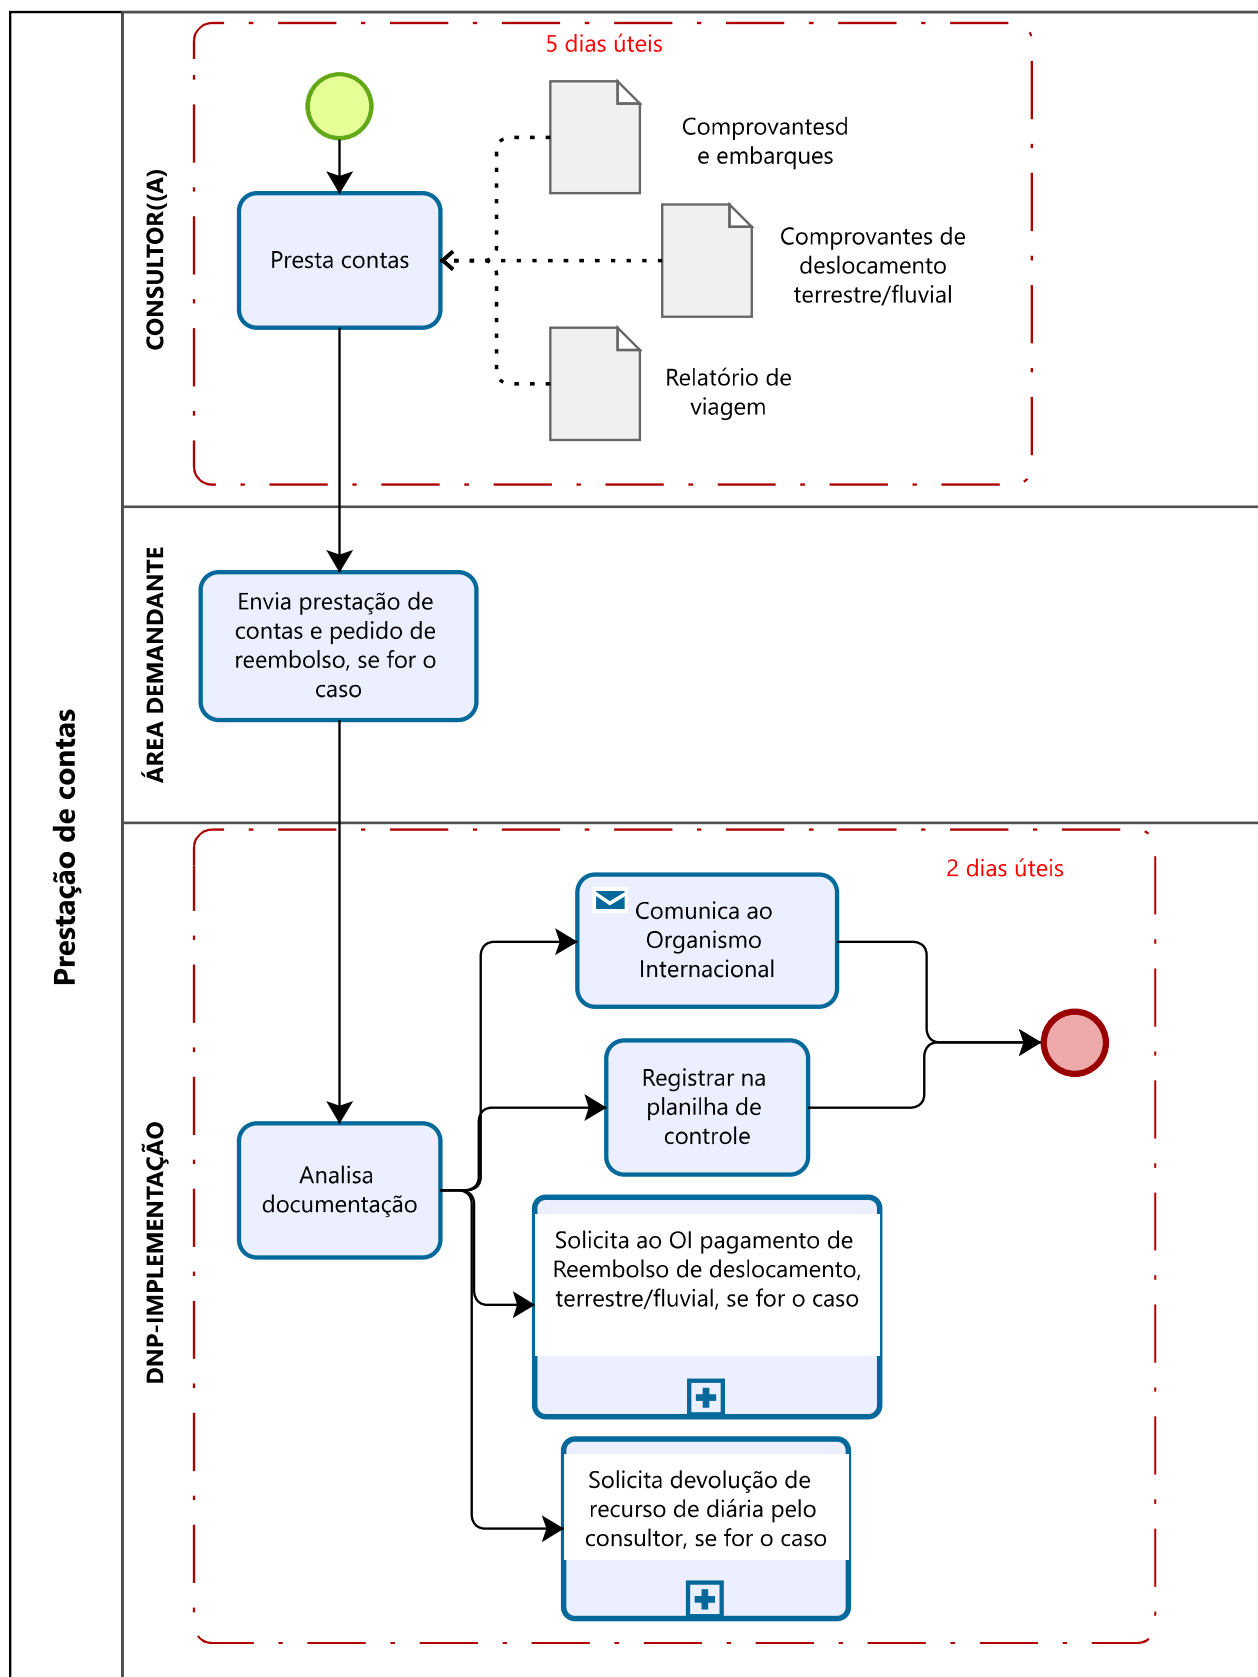 Prestação de contas
CONSULTOR((A)
5 dias úteis
Comprovantesd
e embarques
Presta contas
Comprovantes de
deslocamento
terrestre/fluvial
Relatório de
viagem
ÁREA DEMANDANTE
Envia prestação de
contas e pedido de
reembolso, se for o
caso
DNP-IMPLEMENTAÇÃO
2 dias úteis
Comunica ao
Organismo
Internacional
Registrar na
planilha de
controle
Analisa
documentação
Solicita ao OI pagamento de
Reembolso de deslocamento,
terrestre/fluvial, se for o caso
Solicita devolução de
recurso de diária pelo
consultor, se for o caso